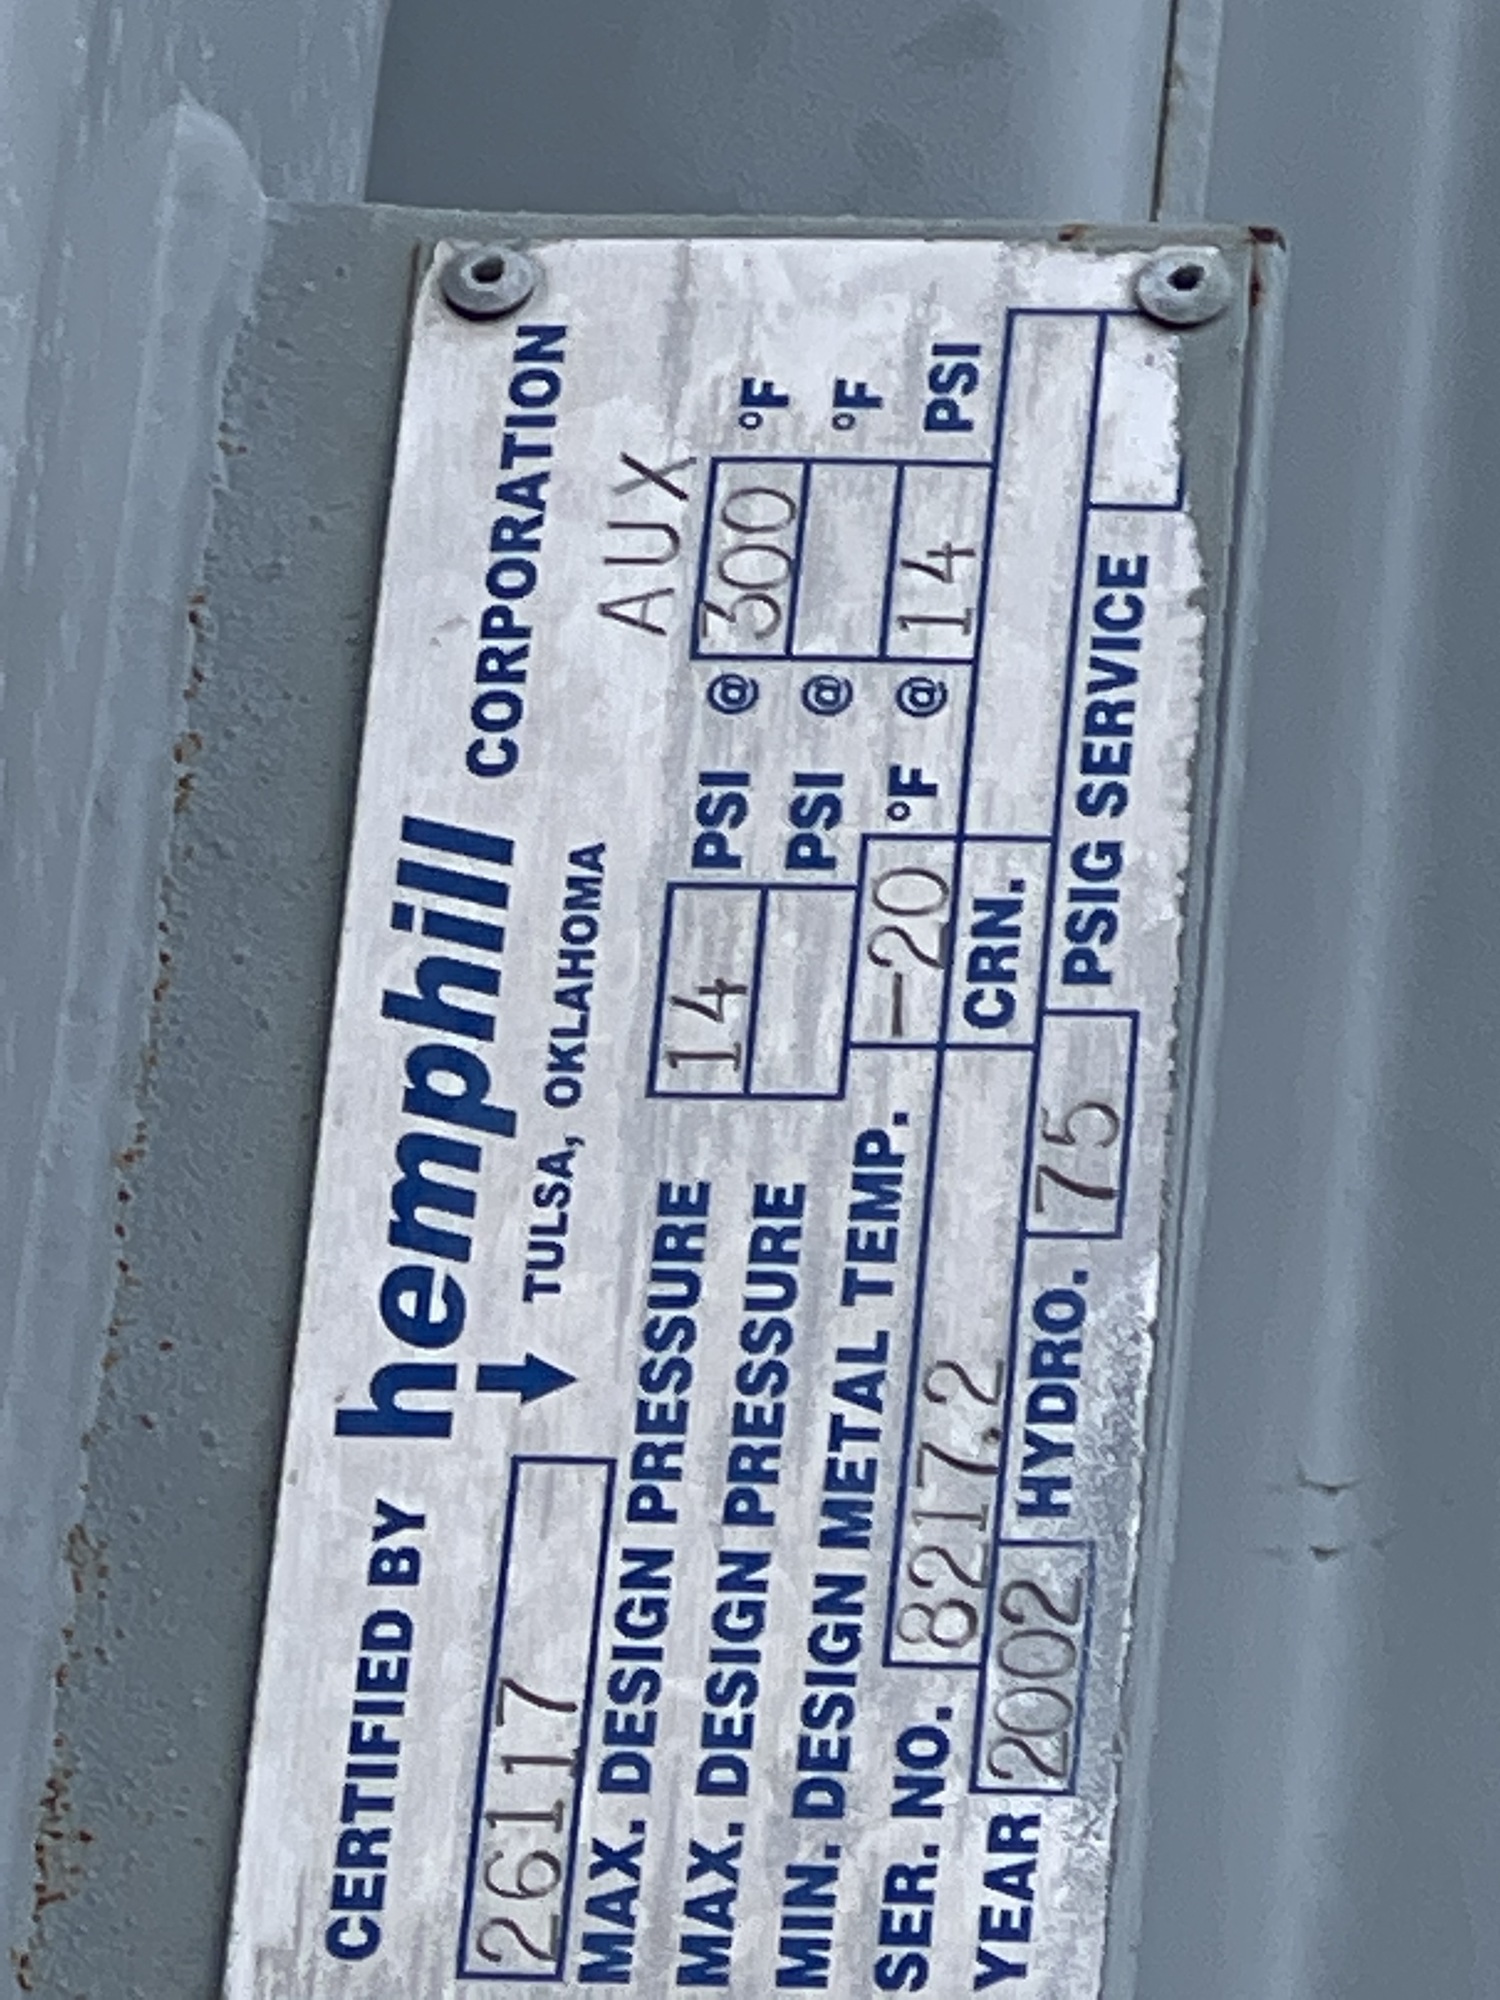 CERTIFIED BY hemphill CORPORATION
TULSA, OKLAHOMA
26117 AUX
MAX. DESIGN PRESSURE 14 PSI @ 300 °F
MAX. DESIGN PRESSURE PSI @ °F
MIN. DESIGN METAL TEMP. -20 °F @ 14 PSI
SER. NO. 8217.2 CRN.
YEAR 2002 HYDRO. 75 PSIG SERVICE